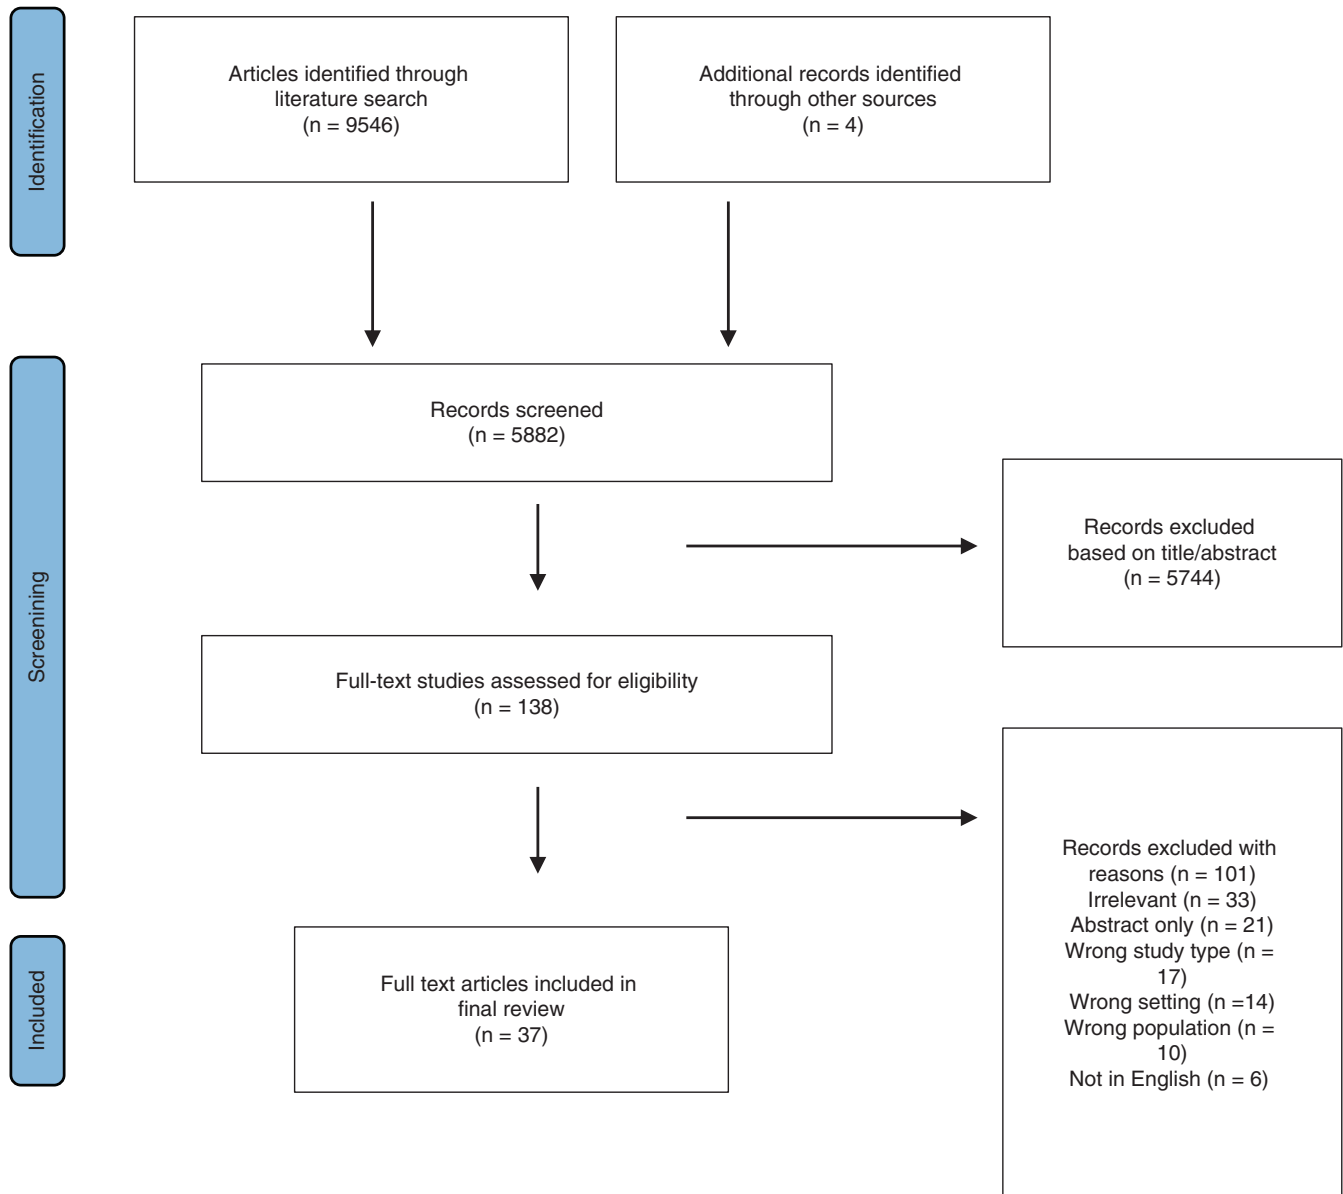 Identification
Articles identified through
literature search
(n = 9546)
Additional records identified
through other sources
(n = 4)
Screenining
Records screened
(n = 5882)
Records excluded
based on title/abstract
(n = 5744)
Full-text studies assessed for eligibility
(n = 138)
Records excluded with
reasons (n = 101)
Irrelevant (n = 33)
Abstract only (n = 21)
Wrong study type (n =
17)
Wrong setting (n =14)
Wrong population (n =
10)
Not in English (n = 6)
Included
Full text articles included in
final review
(n = 37)